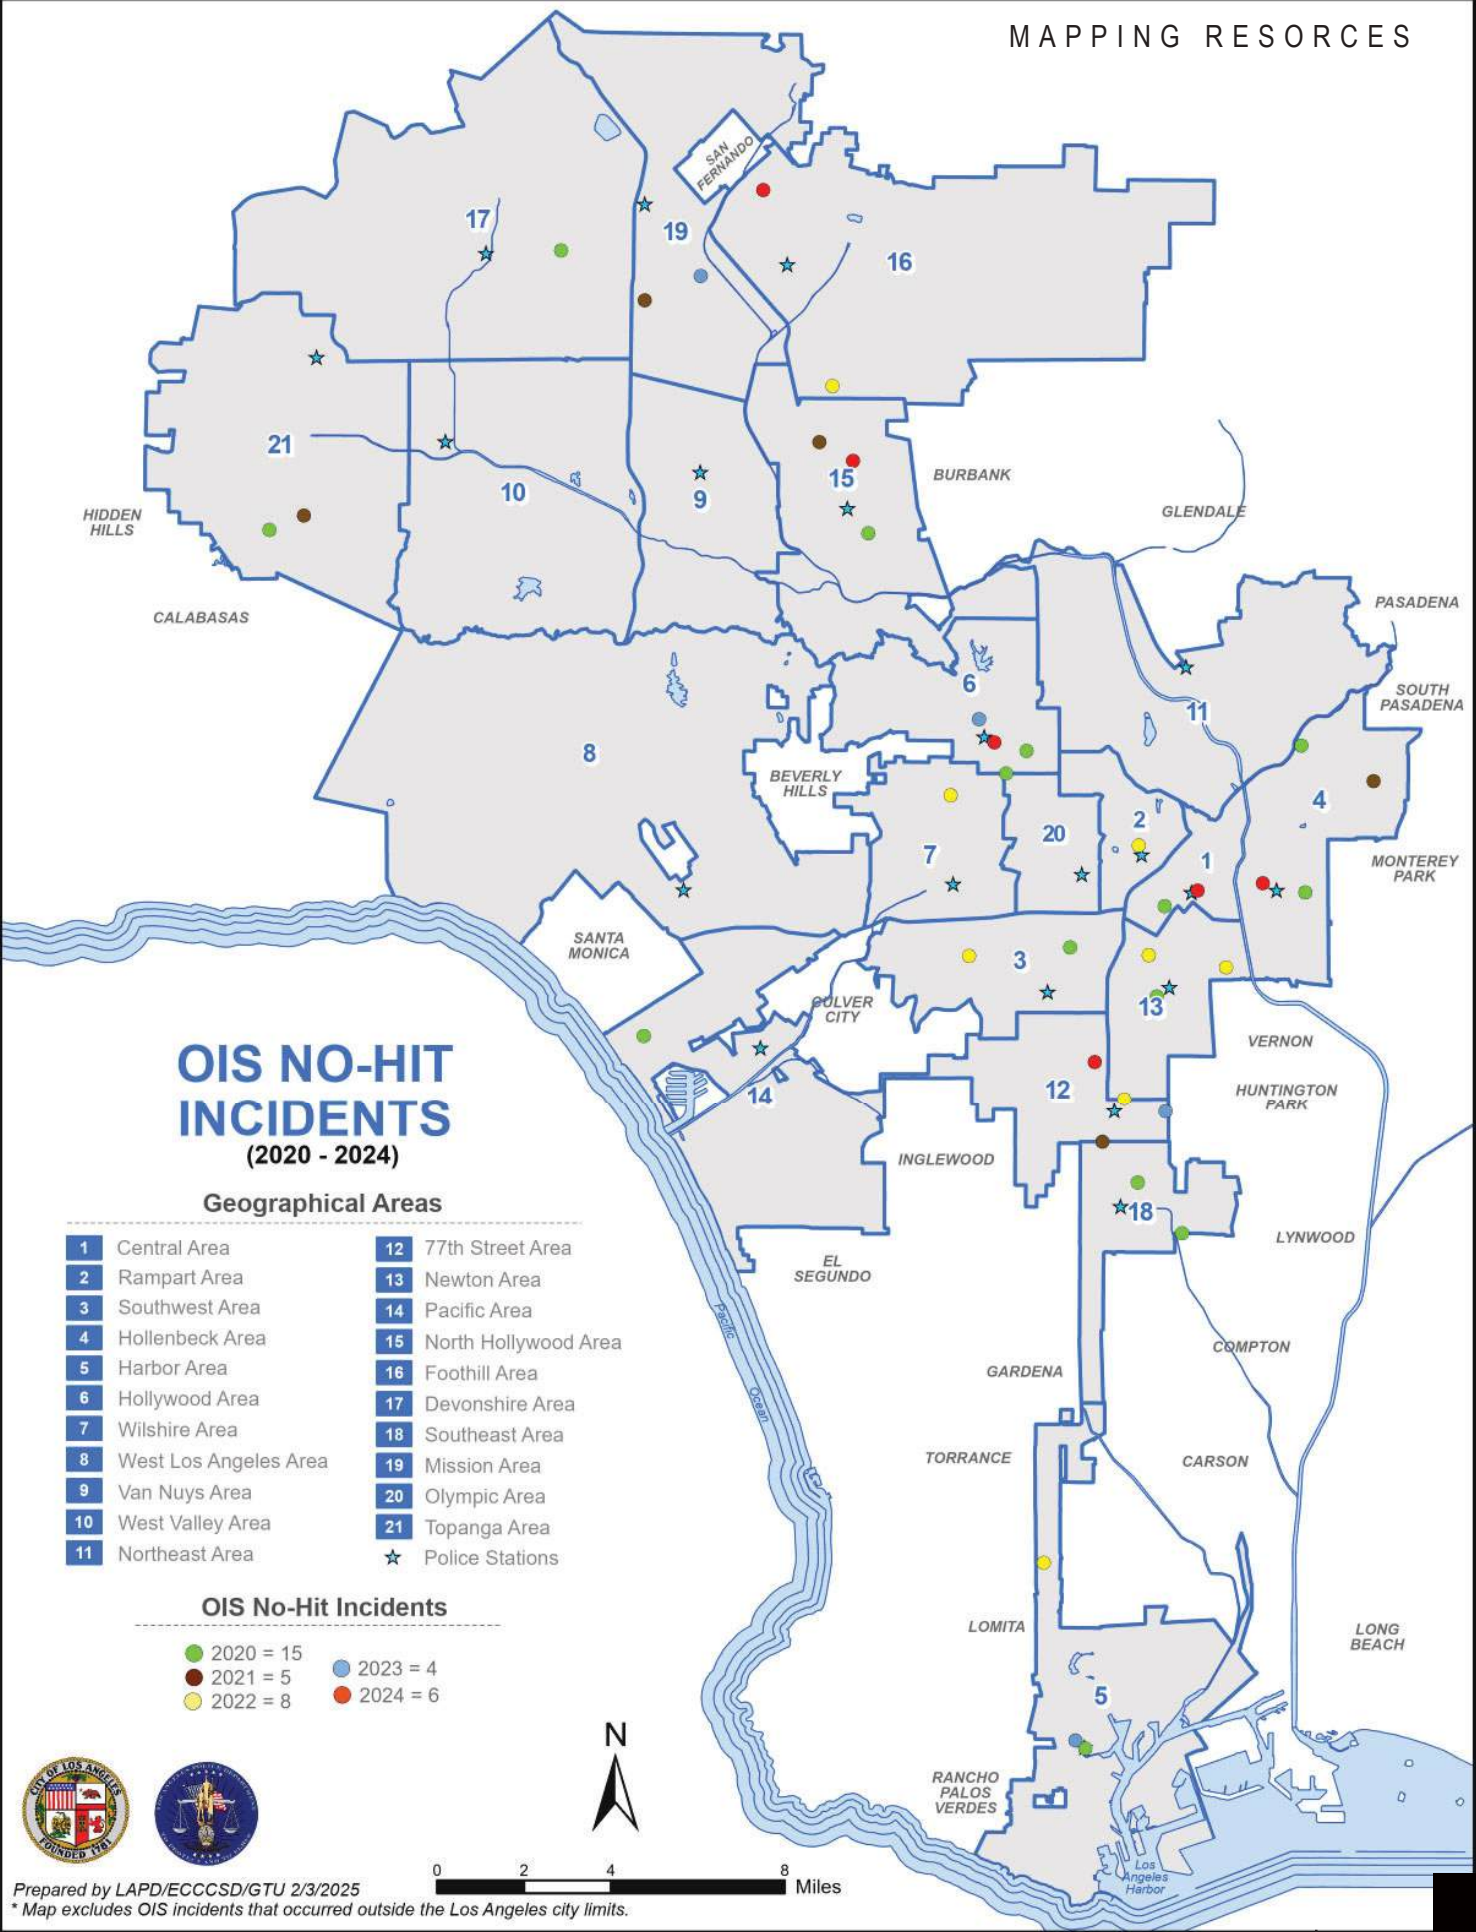 MAPPING RESORCES
SAN
FERNANDO
17
19
16
21
10
9
15
BURBANK
GLENDALE
HIDDEN
HILLS
CALABASAS
PASADENA
6
SOUTH
PASADENA
11
8
BEVERLY
HILLS
4
2
20
7
1
MONTEREY
PARK
SANTA
MONICA
3
CULVER
CITY
13
VERNON
12
14
HUNTINGTON
PARK
INGLEWOOD
18
LYNWOOD
EL
SEGUNDO
Pacific
Ocean
COMPTON
GARDENA
TORRANCE
CARSON
LOMITA
LONG
BEACH
5
RANCHO
PALOS
VERDES
Los
Angeles
Harbor
OIS NO-HIT
INCIDENTS
(2020 - 2024)
Geographical Areas
1 Central Area
2 Rampart Area
3 Southwest Area
4 Hollenbeck Area
5 Harbor Area
6 Hollywood Area
7 Wilshire Area
8 West Los Angeles Area
9 Van Nuys Area
10 West Valley Area
11 Northeast Area
12 77th Street Area
13 Newton Area
14 Pacific Area
15 North Hollywood Area
16 Foothill Area
17 Devonshire Area
18 Southeast Area
19 Mission Area
20 Olympic Area
21 Topanga Area
Police Stations
OIS No-Hit Incidents
2020 = 15
2021 = 5
2022 = 8
2023 = 4
2024 = 6
N
CITY OF LOS ANGELES
FOUNDED 1781
0 2 4 8
Miles
Prepared by LAPD/ECCCSD/GTU 2/3/2025
* Map excludes OIS incidents that occurred outside the Los Angeles city limits.